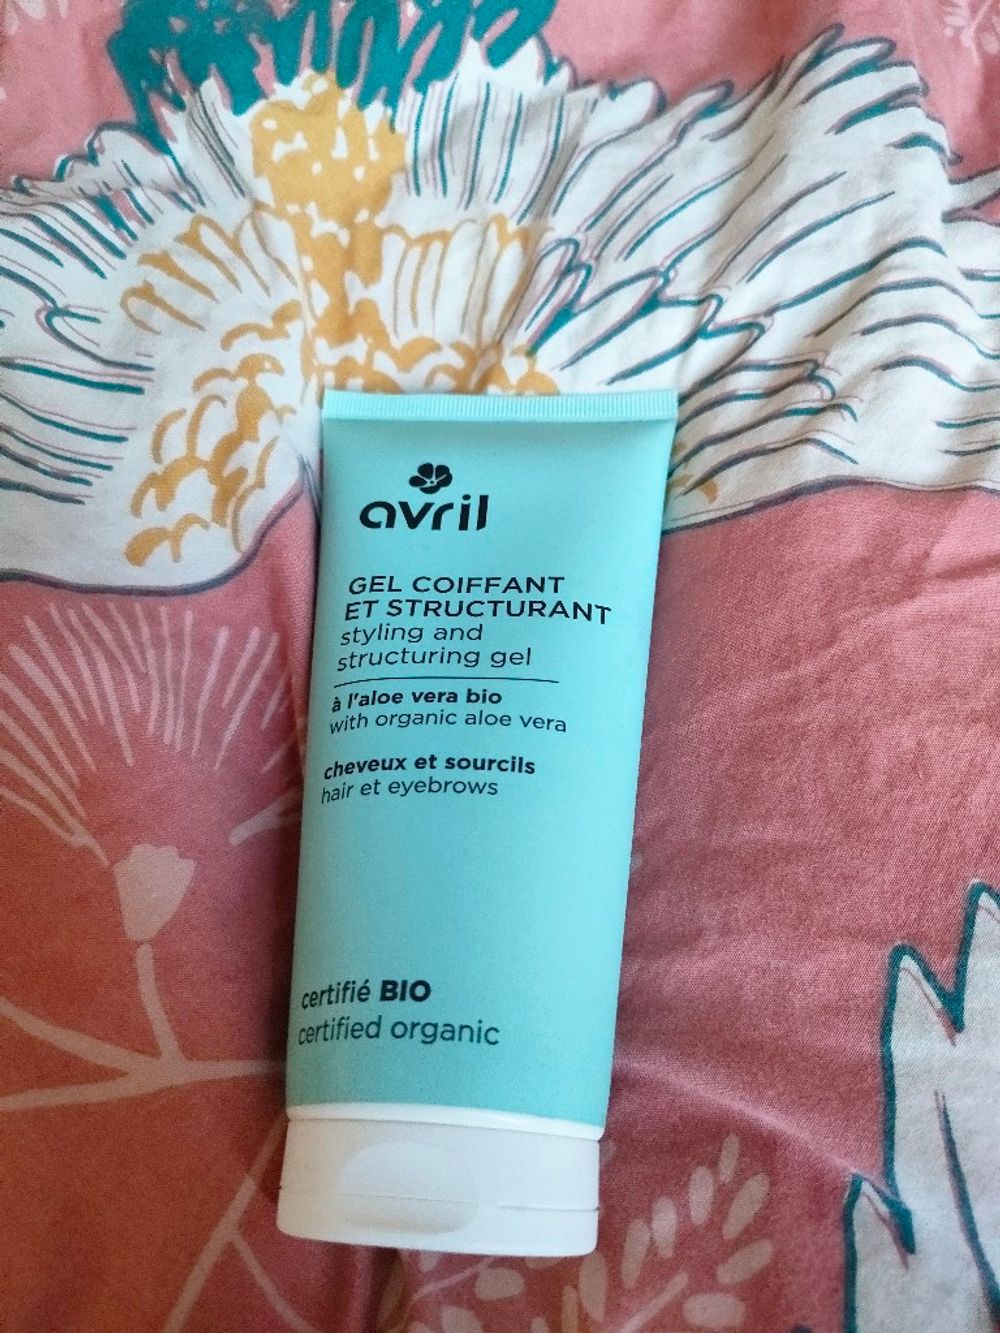 avril
GEL COIFFANT
ET STRUCTURANT
styling and
structuring gel
à l'aloe vera bio
with organic aloe vera
cheveux et sourcils
hair et eyebrows
certifié BIO
certified organic